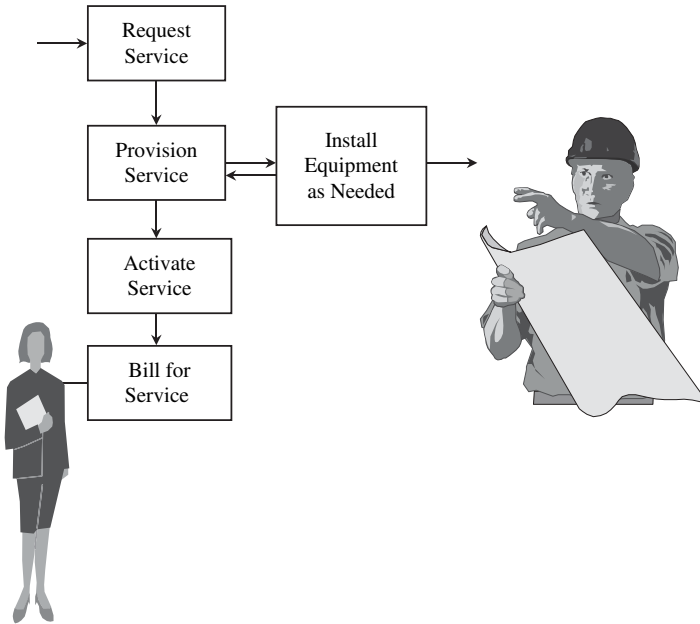 Request
Service
Provision
Service
Install
Equipment
as Needed
Activate
Service
Bill for
Service